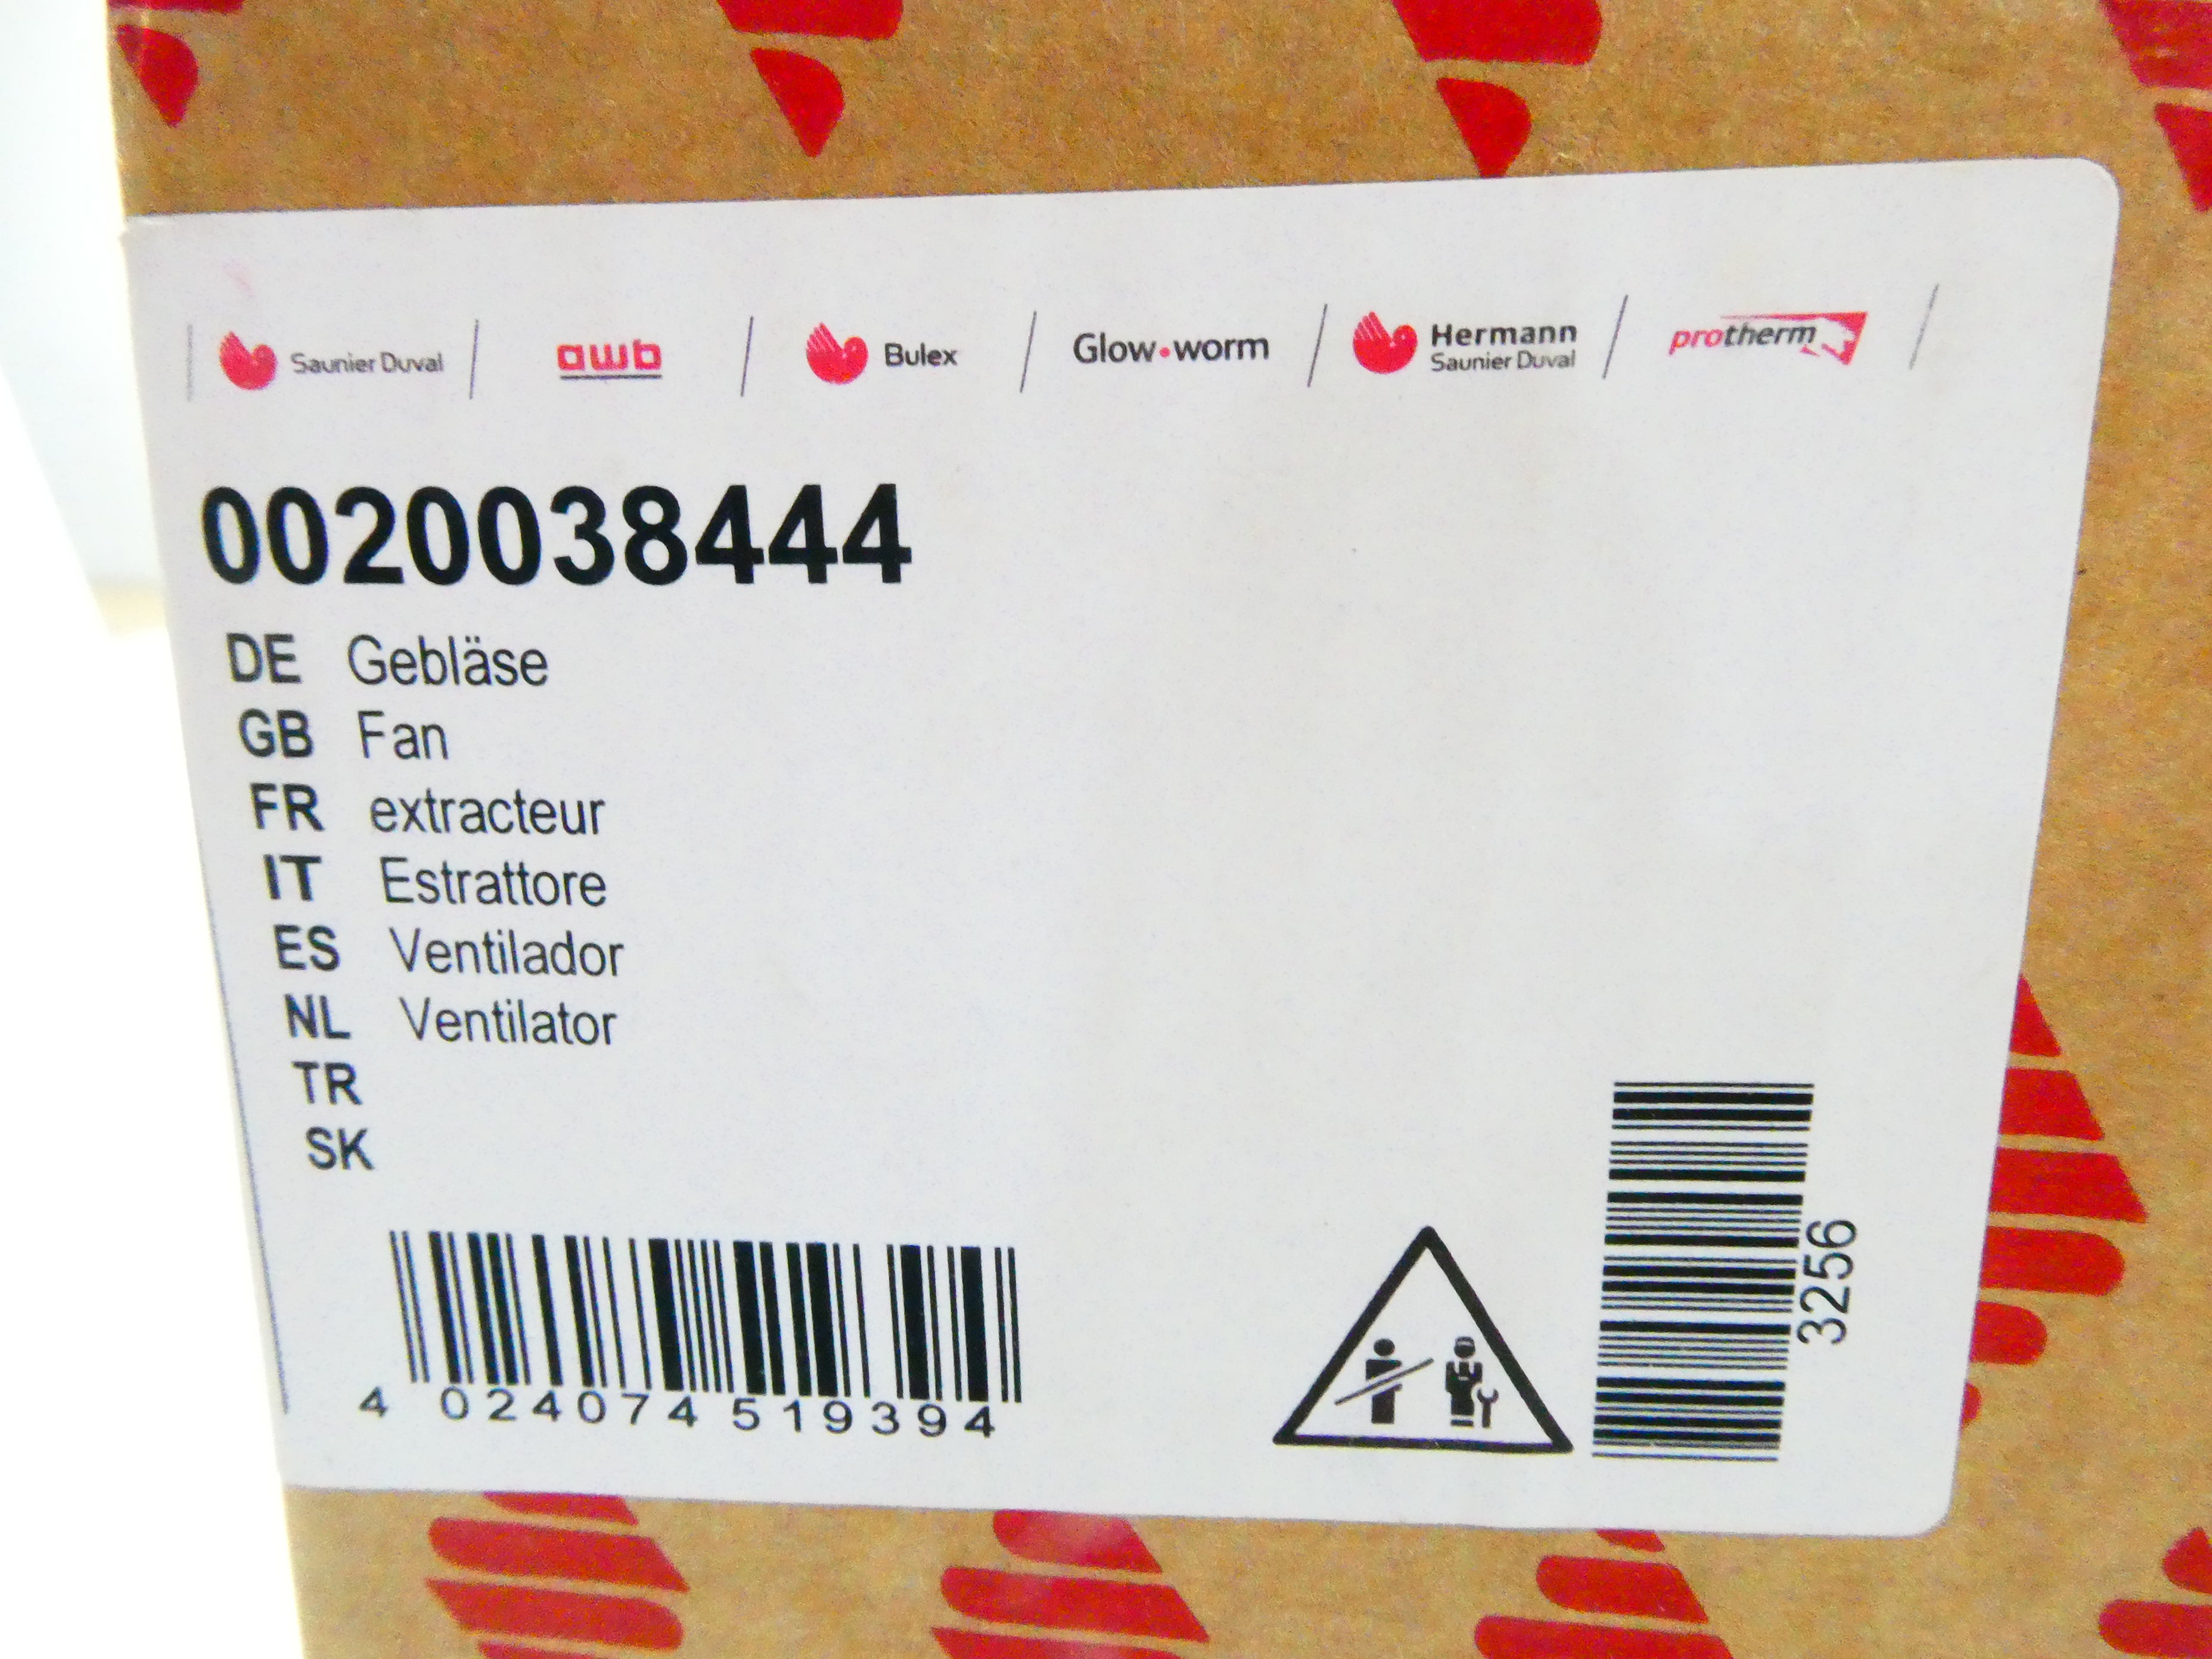 Saunier Duval awb Bulex Glow•worm Hermann Saunier Duval protherm
0020038444
DE Gebläse
GB Fan
FR extracteur
IT Estrattore
ES Ventilador
NL Ventilator
TR
SK
4 024074 519394
3256